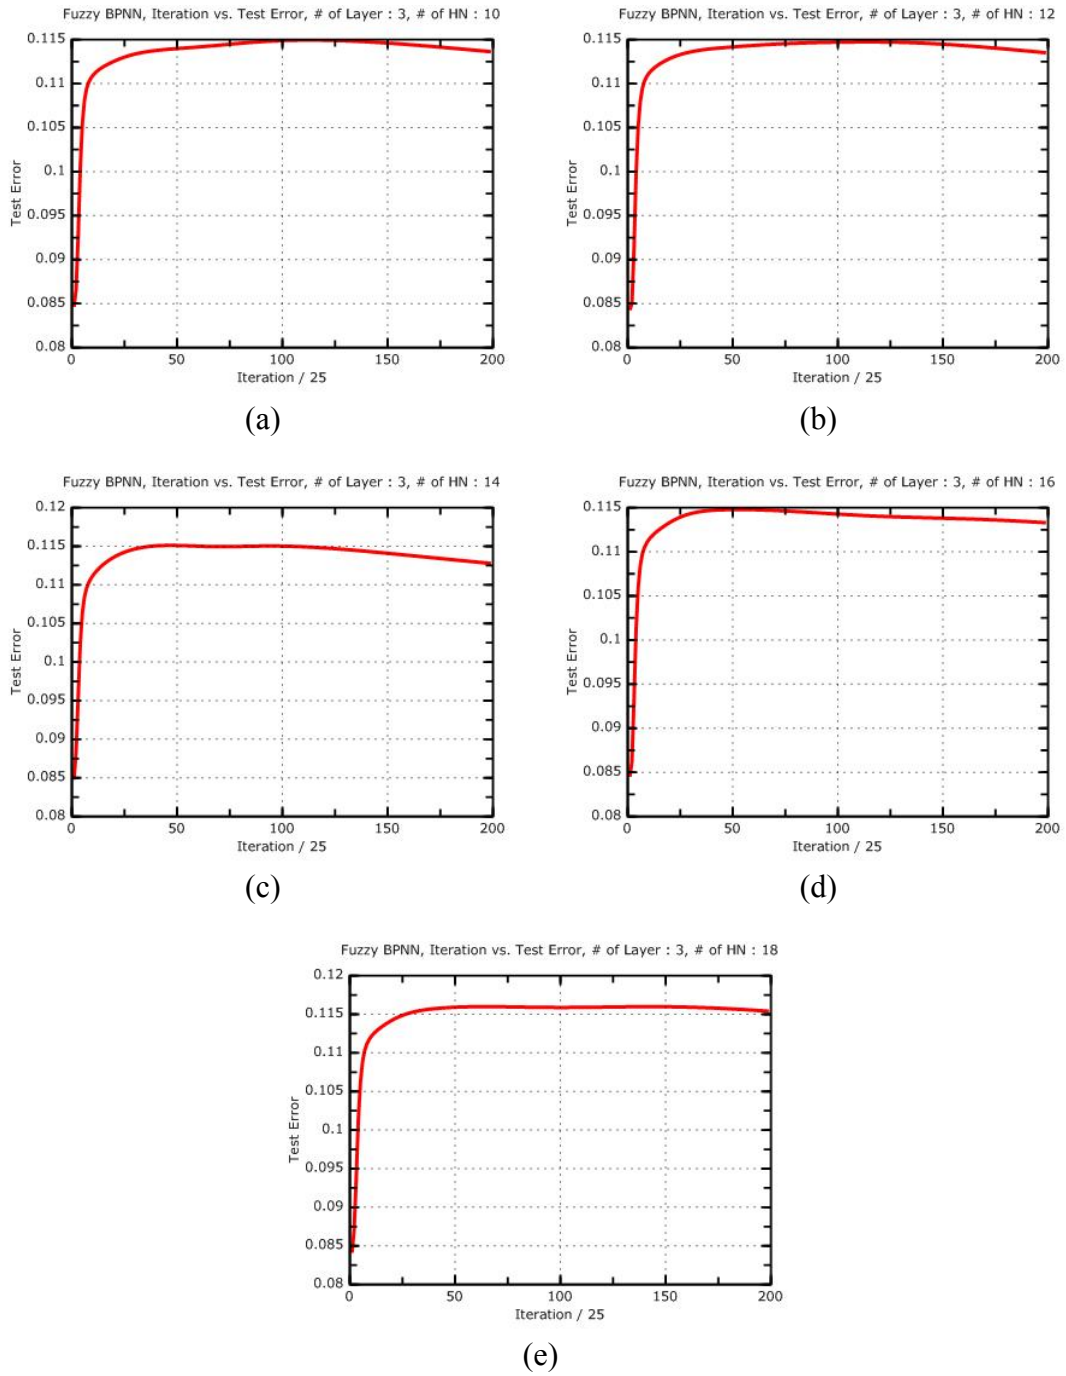 Fuzzy BPNN, Iteration vs. Test Error, # of Layer : 3, # of HN : 10
0.115
0.11
0.105
0.1
0.095
0.09
0.085
0.08
Test Error
0 50 100 150 200
Iteration / 25
(a)
Fuzzy BPNN, Iteration vs. Test Error, # of Layer : 3, # of HN : 12
0.115
0.11
0.105
0.1
0.095
0.09
0.085
0.08
Test Error
0 50 100 150 200
Iteration / 25
(b)
Fuzzy BPNN, Iteration vs. Test Error, # of Layer : 3, # of HN : 14
0.12
0.115
0.11
0.105
0.1
0.095
0.09
0.085
0.08
Test Error
0 50 100 150 200
Iteration / 25
(c)
Fuzzy BPNN, Iteration vs. Test Error, # of Layer : 3, # of HN : 16
0.115
0.11
0.105
0.1
0.095
0.09
0.085
0.08
Test Error
0 50 100 150 200
Iteration / 25
(d)
Fuzzy BPNN, Iteration vs. Test Error, # of Layer : 3, # of HN : 18
0.12
0.115
0.11
0.105
0.1
0.095
0.09
0.085
0.08
Test Error
0 50 100 150 200
Iteration / 25
(e)